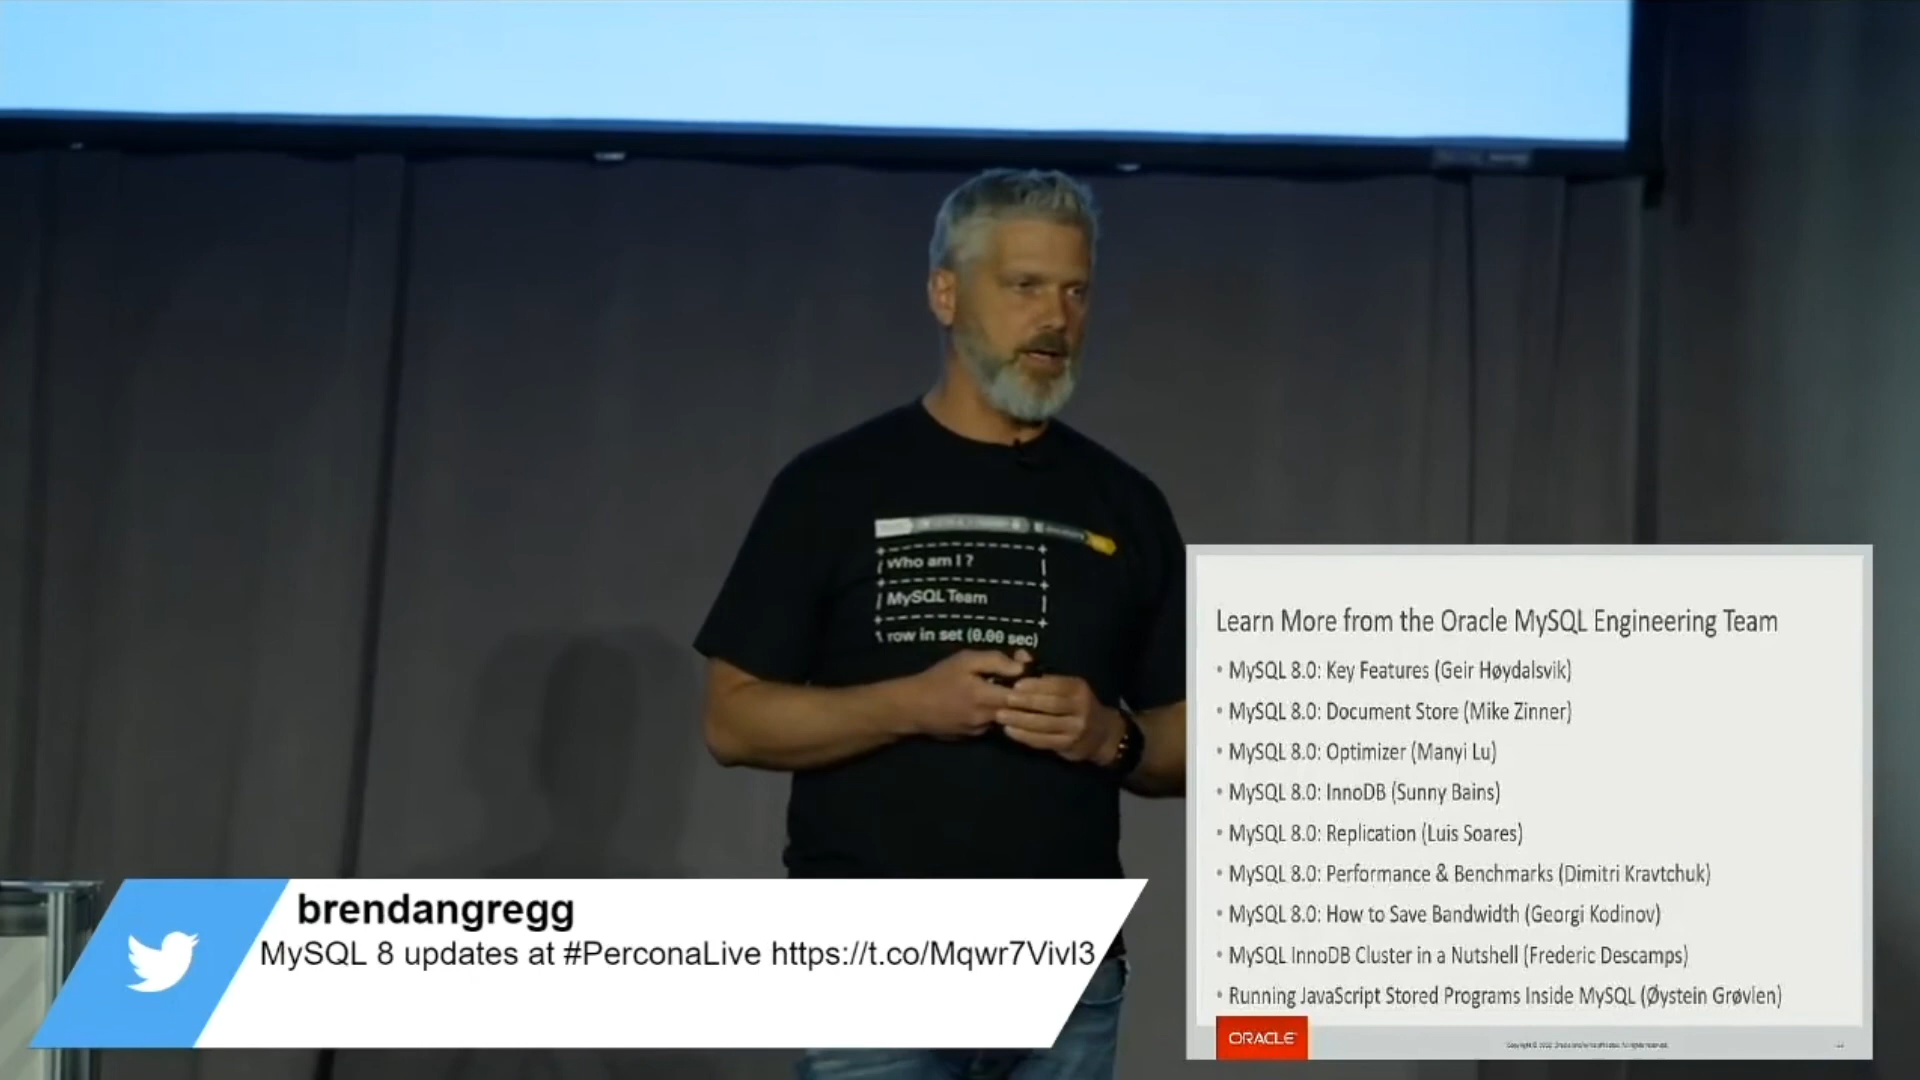 Who am I ?
MySQL Team
1 row in set (0.00 sec)
Learn More from the Oracle MySQL Engineering Team
• MySQL 8.0: Key Features (Geir Høydalsvik)
• MySQL 8.0: Document Store (Mike Zinner)
• MySQL 8.0: Optimizer (Manyi Lu)
• MySQL 8.0: InnoDB (Sunny Bains)
• MySQL 8.0: Replication (Luis Soares)
• MySQL 8.0: Performance & Benchmarks (Dimitri Kravtchuk)
• MySQL 8.0: How to Save Bandwidth (Georgi Kodinov)
• MySQL InnoDB Cluster in a Nutshell (Frederic Descamps)
• Running JavaScript Stored Programs Inside MySQL (Øystein Grøvlen)
ORACLE
brendangregg
MySQL 8 updates at #PerconaLive https://t.co/Mqwr7VivI3